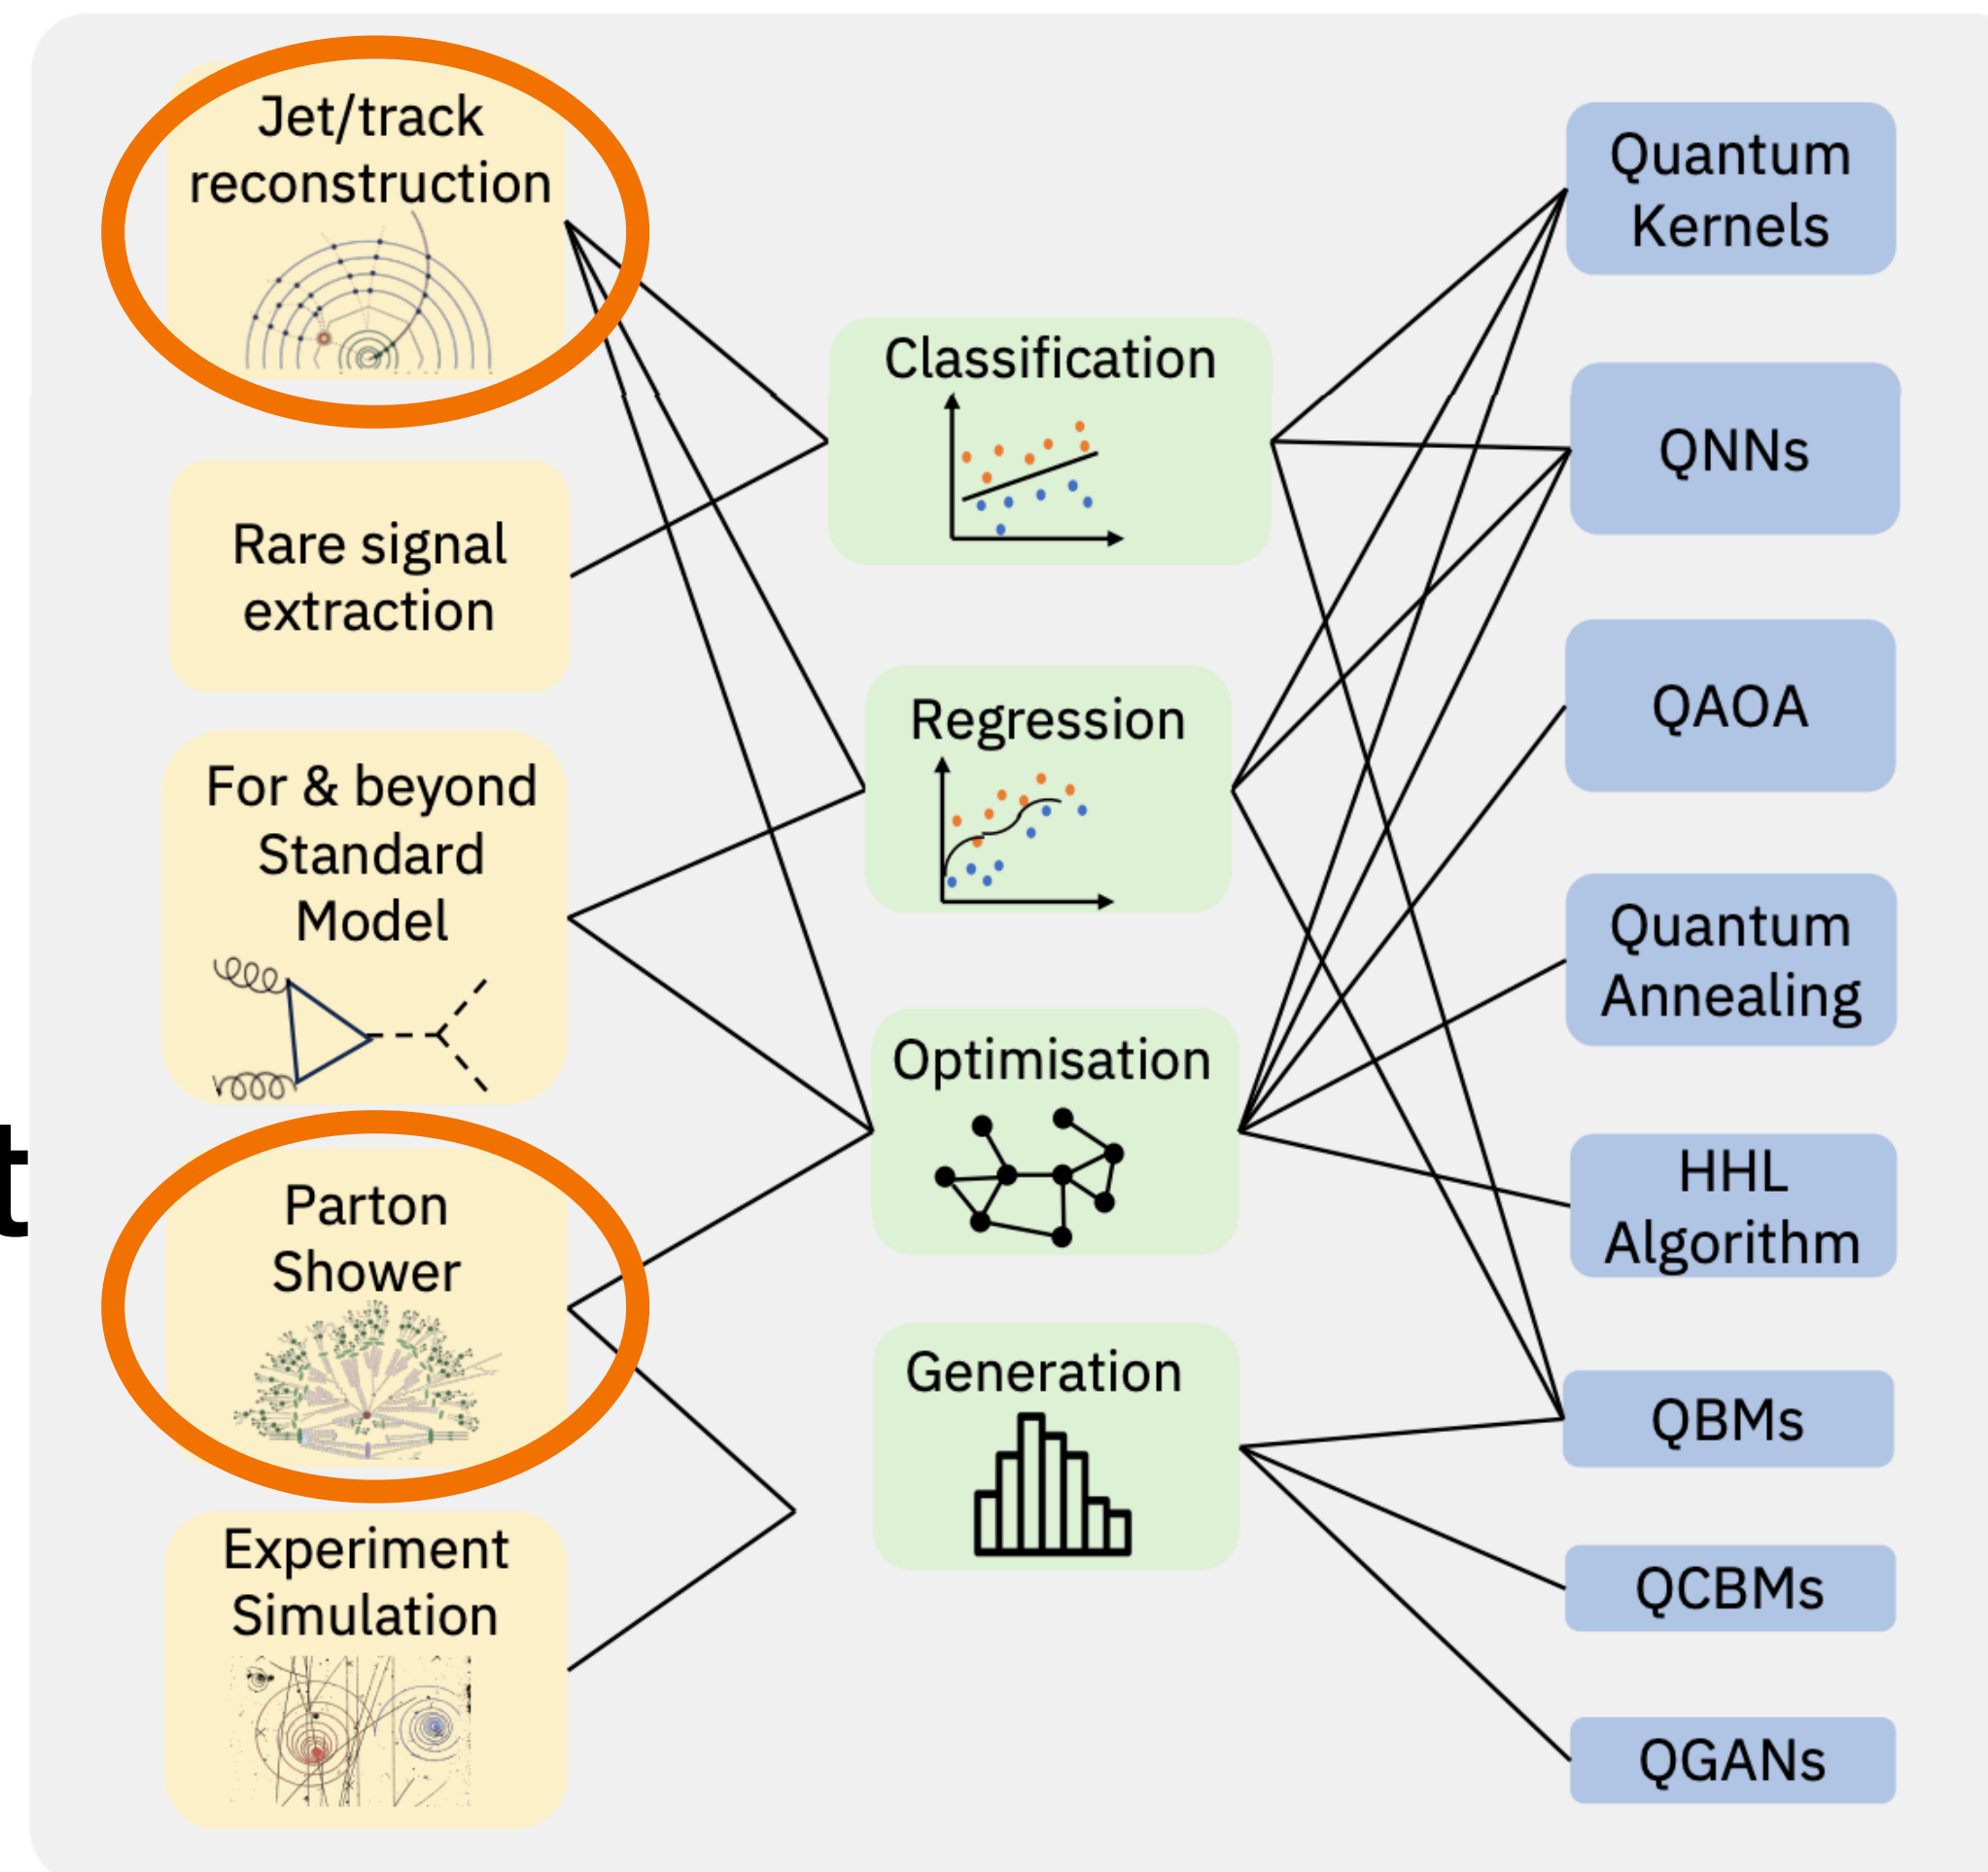 Jet/track
reconstruction
Rare signal
extraction
For & beyond
Standard
Model
t
Parton
Shower
Experiment
Simulation
Classification
Regression
Optimisation
Generation
Quantum
Kernels
QNNs
QAOA
Quantum
Annealing
HHL
Algorithm
QBMs
QCBMs
QGANs